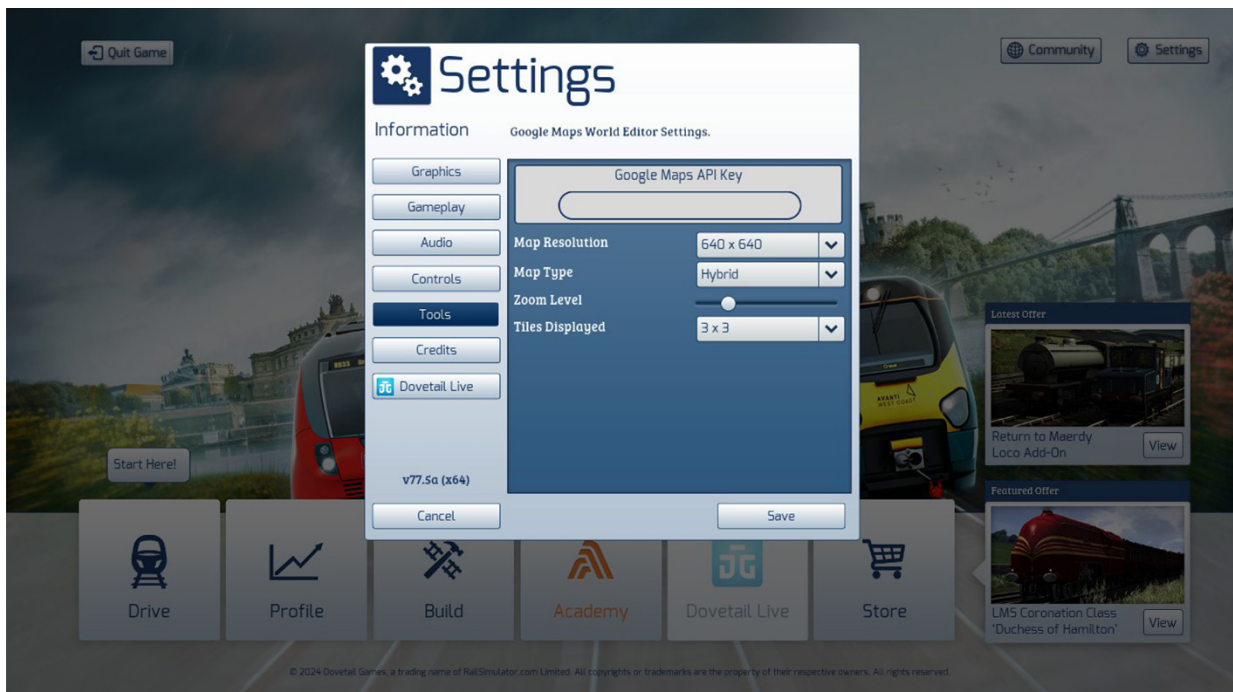 Quit Game
Community
Settings
Settings
Information
Google Maps World Editor Settings.
Graphics
Gameplay
Audio
Controls
Tools
Credits
Dovetail Live
v77.5a (x64)
Cancel
Google Maps API Key
Map Resolution
640 x 640
Map Type
Hybrid
Zoom Level
Tiles Displayed
3 x 3
Save
AVANTI
WEST COAST
Start Here!
Latest Offer
Return to Maerdy
Loco Add-On
View
Featured Offer
LMS Coronation Class
'Duchess of Hamilton'
View
Drive
Profile
Build
Academy
Dovetail Live
Store
© 2024 Dovetail Games, a trading name of RailSimulator.com Limited. All copyrights or trademarks are the property of their respective owners. All rights reserved.